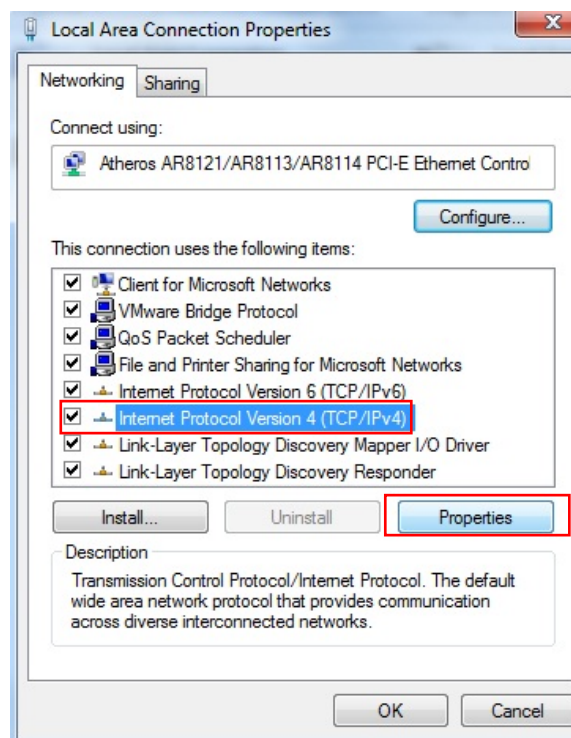 Local Area Connection Properties
Networking
Sharing
Connect using:
Atheros AR8121/AR8113/AR8114 PCI-E Ethernet Contro
Configure...
This connection uses the following items:
Client for Microsoft Networks
VMware Bridge Protocol
QoS Packet Scheduler
File and Printer Sharing for Microsoft Networks
Internet Protocol Version 6 (TCP/IPv6)
Internet Protocol Version 4 (TCP/IPv4)
Link-Layer Topology Discovery Mapper I/O Driver
Link-Layer Topology Discovery Responder
Install...
Uninstall
Properties
Description
Transmission Control Protocol/Internet Protocol. The default
wide area network protocol that provides communication
across diverse interconnected networks.
OK
Cancel